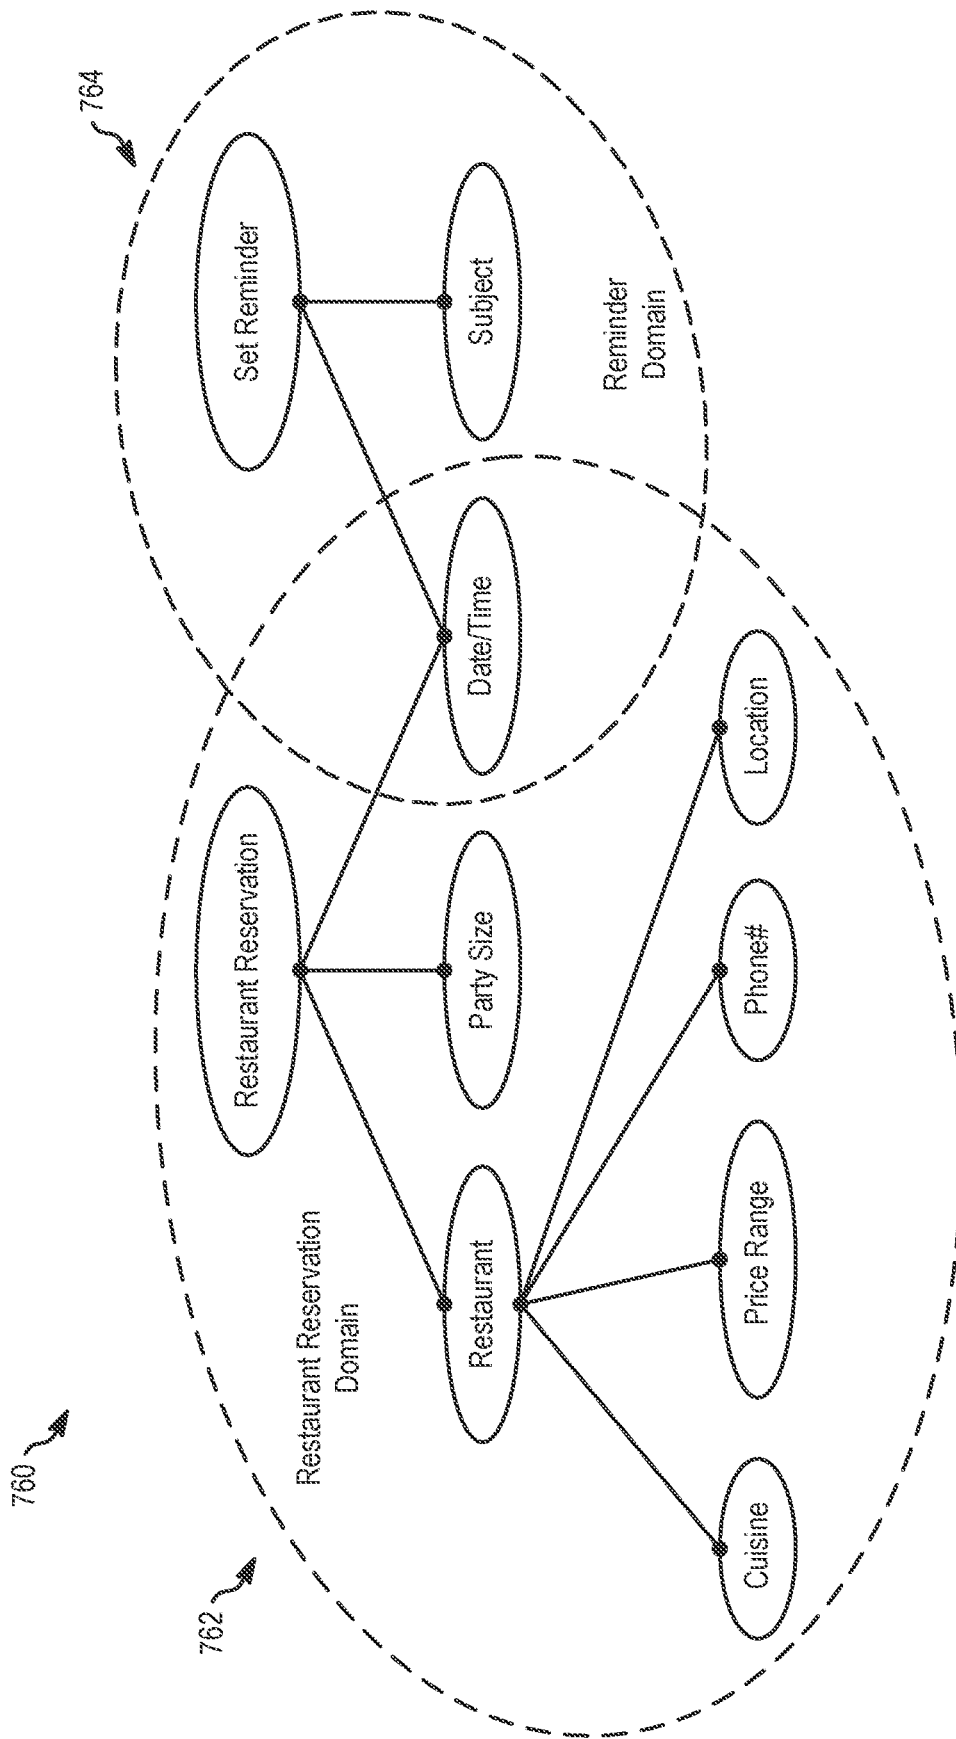 760
762
764
Restaurant Reservation
Domain
Restaurant Reservation
Set Reminder
Restaurant
Party Size
Date/Time
Subject
Reminder
Domain
Cuisine
Price Range
Phone#
Location